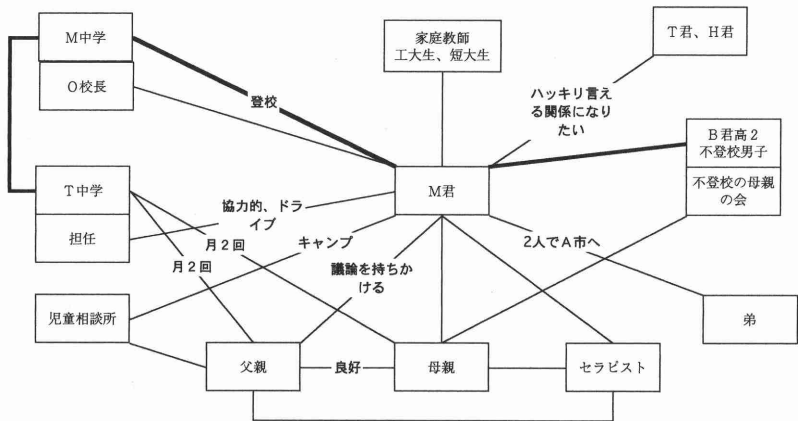 M中学
O校長
家庭教師
工大生、短大生
T君、H君
登校
ハッキリ言え
る関係になり
たい
B君高2
不登校男子
不登校の母親
の会
M君
T中学
担任
協力的、ドラ
イブ
月2回
月2回
キャンプ
議論を持ちか
ける
2人でA市へ
児童相談所
弟
父親
良好
母親
セラピスト